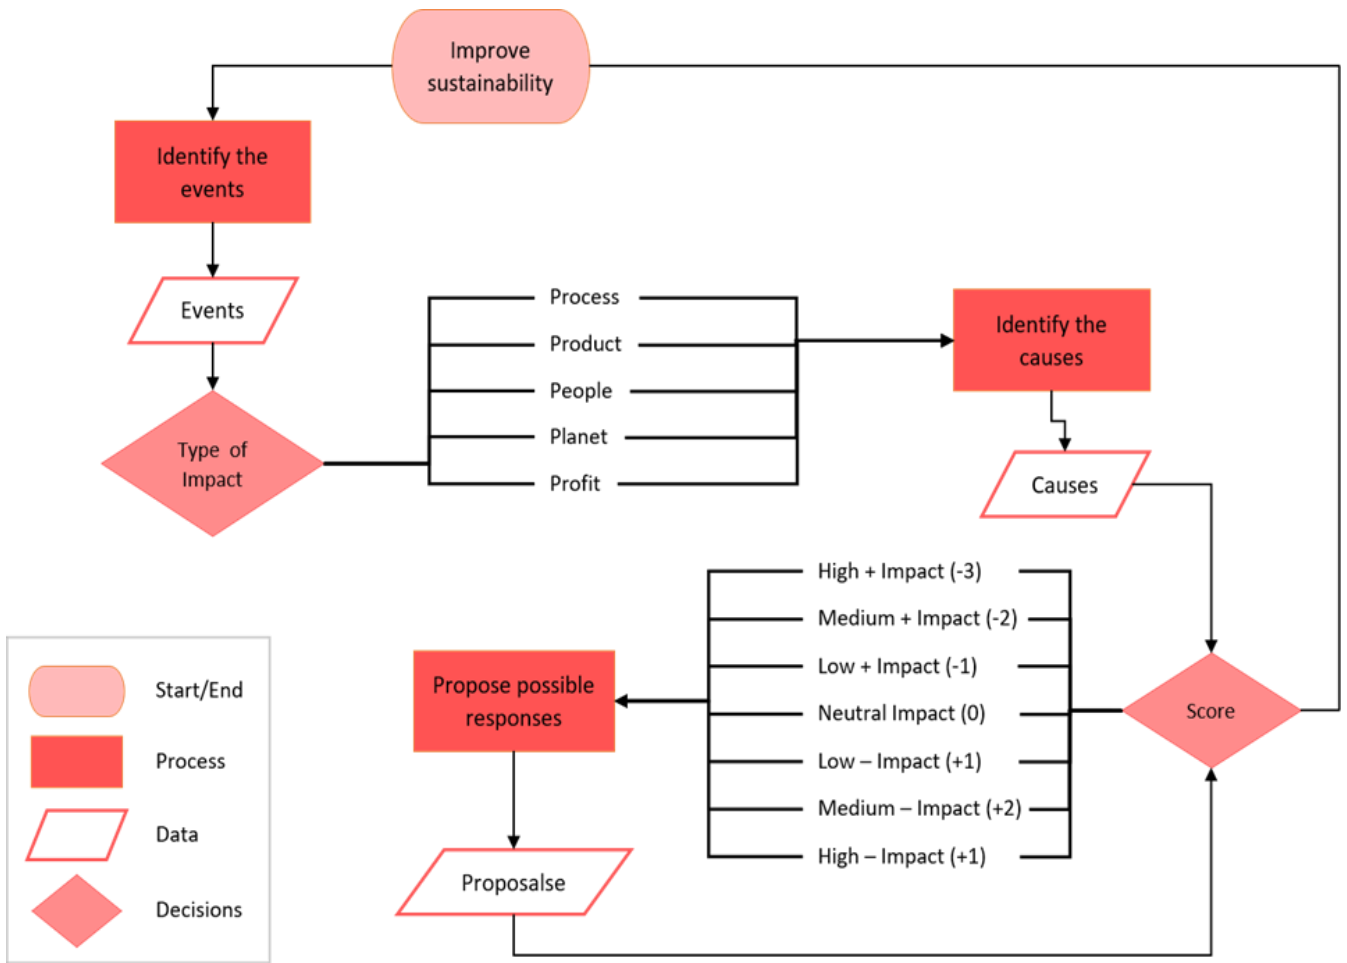 Improve
sustainability
Identify the
events
Events
Type of
Impact
Process
Product
People
Planet
Profit
Identify the
causes
Causes
High + Impact (-3)
Medium + Impact (-2)
Low + Impact (-1)
Neutral Impact (0)
Low – Impact (+1)
Medium – Impact (+2)
High – Impact (+1)
Score
Propose possible
responses
Proposalse
Start/End
Process
Data
Decisions